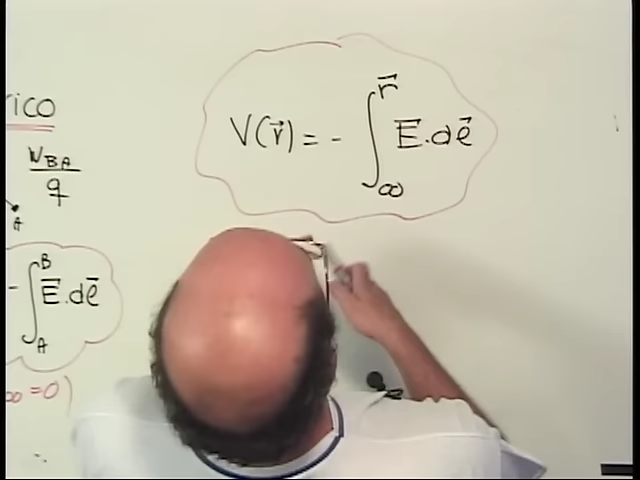 rico
W_BA / q
A
- ∫_A^B E⃗.dℓ⃗
∞ = 0)
V(r⃗) = - ∫_∞^r⃗ E⃗.dℓ⃗